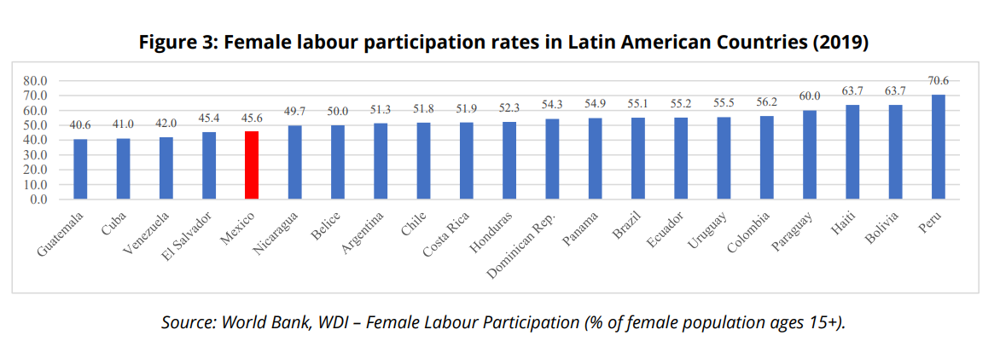 Figure 3: Female labour participation rates in Latin American Countries (2019)
80.0
70.0
60.0
50.0
40.0
30.0
20.0
10.0
0.0
40.6 41.0 42.0 45.4 45.6 49.7 50.0 51.3 51.8 51.9 52.3 54.3 54.9 55.1 55.2 55.5 56.2 60.0 63.7 63.7 70.6
Guatemala Cuba Venezuela El Salvador Mexico Nicaragua Belice Argentina Chile Costa Rica Honduras Dominican Rep. Panama Brazil Ecuador Uruguay Colombia Paraguay Haiti Bolivia Peru
Source: World Bank, WDI – Female Labour Participation (% of female population ages 15+).